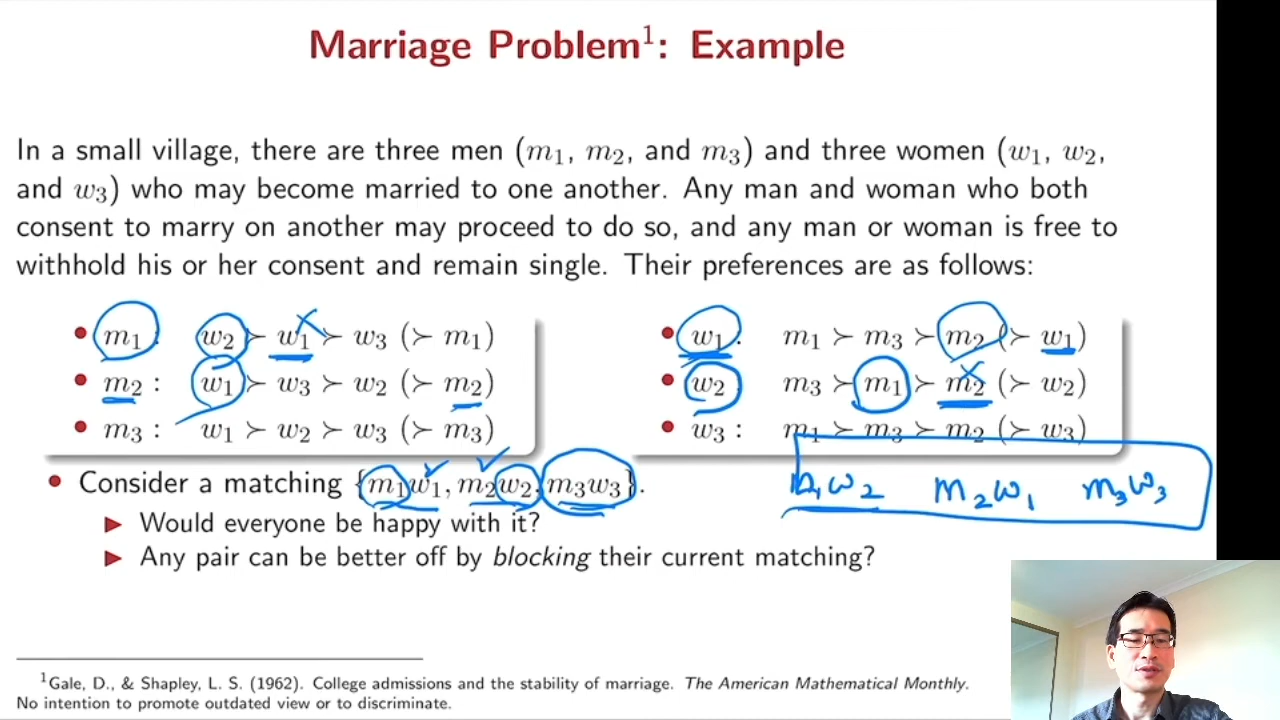 Marriage Problem¹: Example
In a small village, there are three men (m₁, m₂, and m₃) and three women (w₁, w₂,
and w₃) who may become married to one another. Any man and woman who both
consent to marry on another may proceed to do so, and any man or woman is free to
withhold his or her consent and remain single. Their preferences are as follows:
• m₁ : w₂ ≻ w₁ ≻ w₃ (≻ m₁)
• m₂ : w₁ ≻ w₃ ≻ w₂ (≻ m₂)
• m₃ : w₁ ≻ w₂ ≻ w₃ (≻ m₃)
• w₁ : m₁ ≻ m₃ ≻ m₂ (≻ w₁)
• w₂ : m₃ ≻ m₁ ≻ m₂ (≻ w₂)
• w₃ : m₁ ≻ m₃ ≻ m₂ (≻ w₃)
• Consider a matching {m₁w₁, m₂w₂, m₃w₃}.
m₁w₂ m₂w₁ m₃w₃
▶ Would everyone be happy with it?
▶ Any pair can be better off by blocking their current matching?
¹Gale, D., & Shapley, L. S. (1962). College admissions and the stability of marriage. The American Mathematical Monthly.
No intention to promote outdated view or to discriminate.